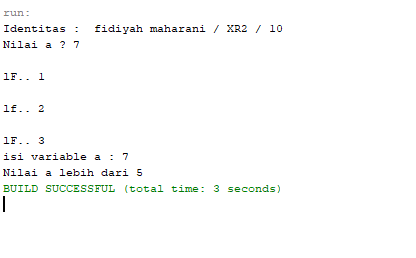 run:
Identitas :  fidiyah maharani / XR2 / 10
Nilai a ? 7
lF.. 1
lf.. 2
lF.. 3
isi variable a : 7
Nilai a lebih dari 5
BUILD SUCCESSFUL (total time: 3 seconds)